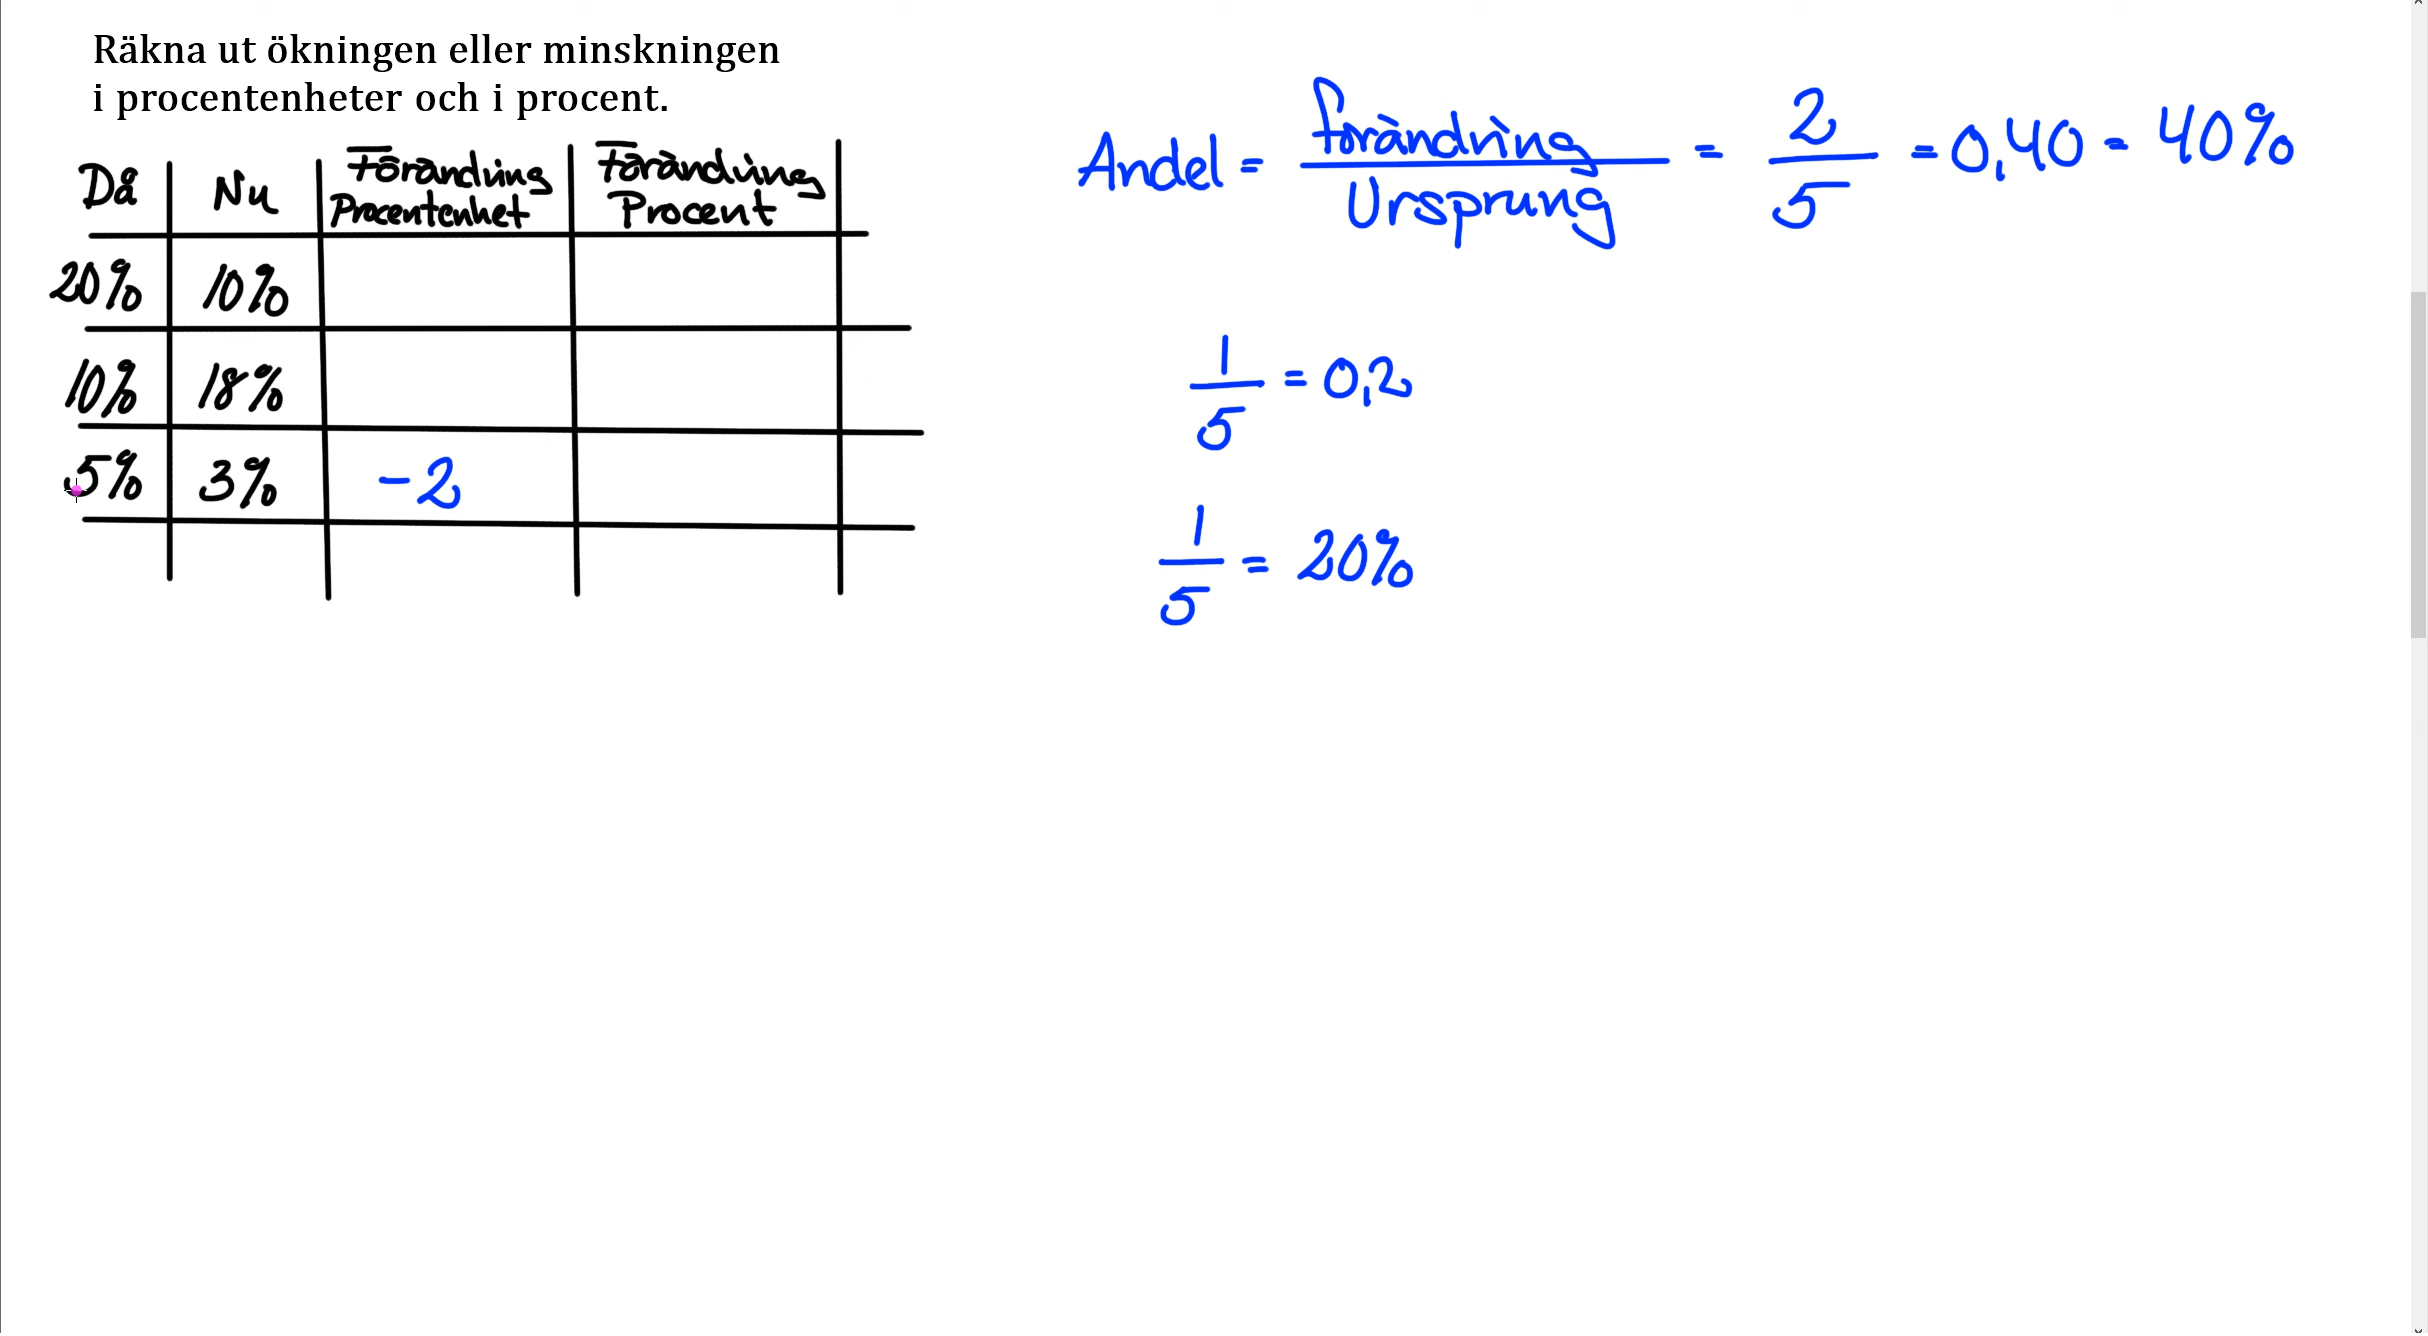 Räkna ut ökningen eller minskningen
i procentenheter och i procent.
Då Nu Förändring Procentenhet Förändring Procent
20% 10%
10% 18%
5% 3% -2
Andel = förändring / Ursprung = 2/5 = 0,40 = 40%
1/5 = 0,2
1/5 = 20%